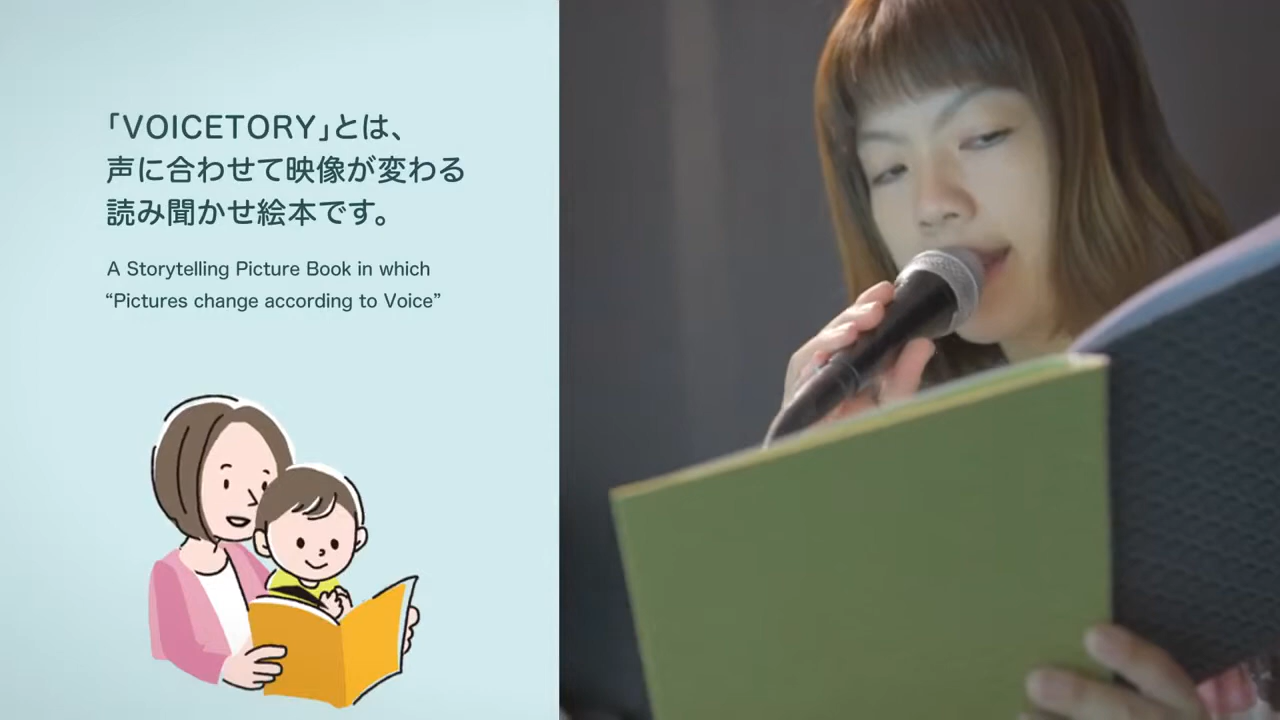 「VOICETORY」とは、
声に合わせて映像が変わる
読み聞かせ絵本です。
A Storytelling Picture Book in which
“Pictures change according to Voice”